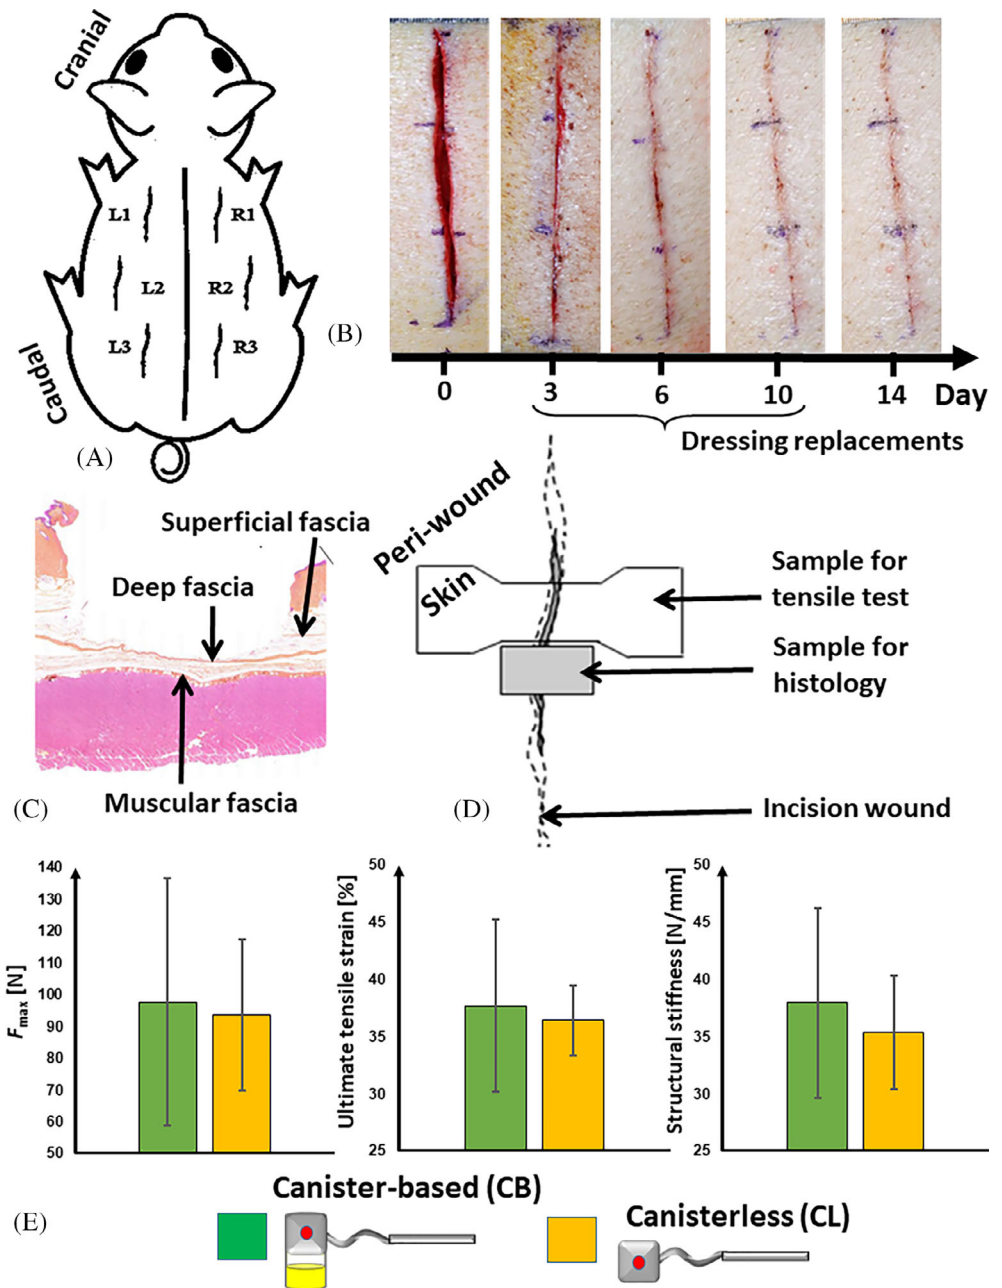 Cranial
L1
R1
L2
R2
L3
R3
Caudal
(A)
(B)
0
3
6
10
14
Day
Dressing replacements
Superficial fascia
Deep fascia
Muscular fascia
(C)
Peri-wound
Skin
Sample for
tensile test
Sample for
histology
Incision wound
(D)
Fmax [N]
140
130
120
110
100
90
80
70
60
50
Ultimate tensile strain [%]
50
45
40
35
30
25
Structural stiffness [N/mm]
50
45
40
35
30
25
(E)
Canister-based (CB)
Canisterless (CL)